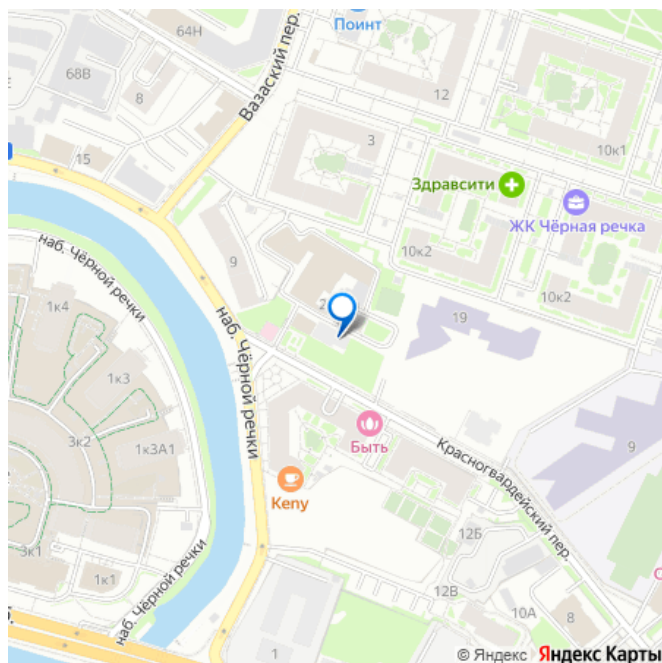 64Н
Поинт
68В
8
Вазаский пер.
12
3
10к1
15
Здравсити
ЖК Чёрная речка
наб. Чёрной речки
9
10к2
10к2
2
1к4
19
наб. Чёрной речки
1к3
3к2
1к3А1
Быть
Красногвардейский пер.
9
Keny
12Б
3к1
1к1
наб. Чёрной речки
12В
10А
8
1
© Яндекс Яндекс Карты